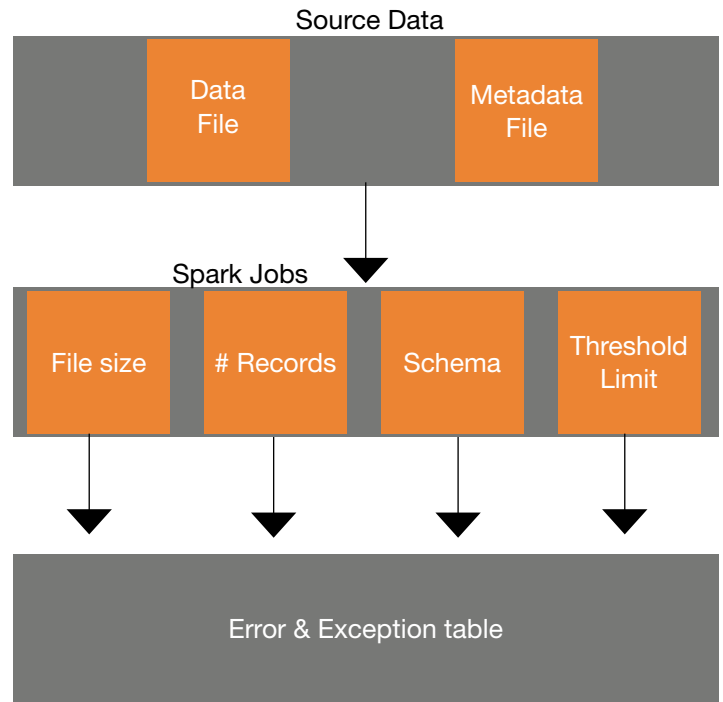 Source Data
Data
File
Metadata
File
Spark Jobs
File size
# Records
Schema
Threshold
Limit
Error & Exception table